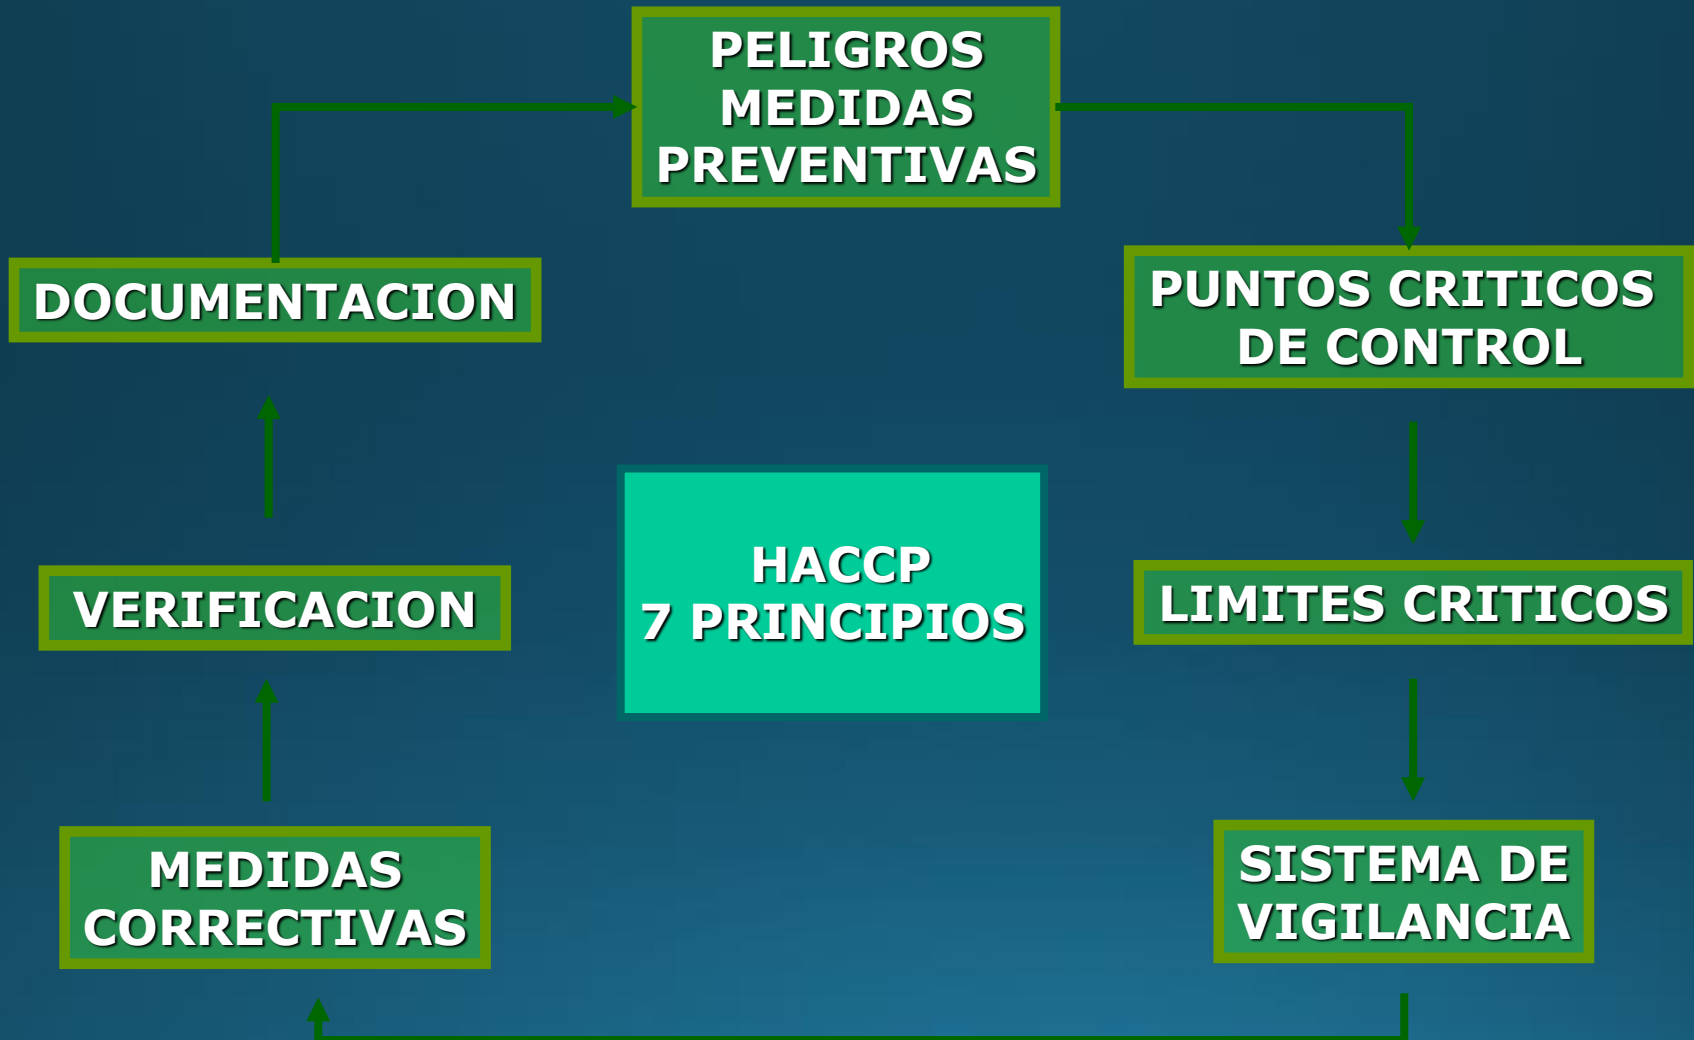 PELIGROS
MEDIDAS
PREVENTIVAS
DOCUMENTACION
PUNTOS CRITICOS
DE CONTROL
HACCP
7 PRINCIPIOS
VERIFICACION
LIMITES CRITICOS
MEDIDAS
CORRECTIVAS
SISTEMA DE
VIGILANCIA